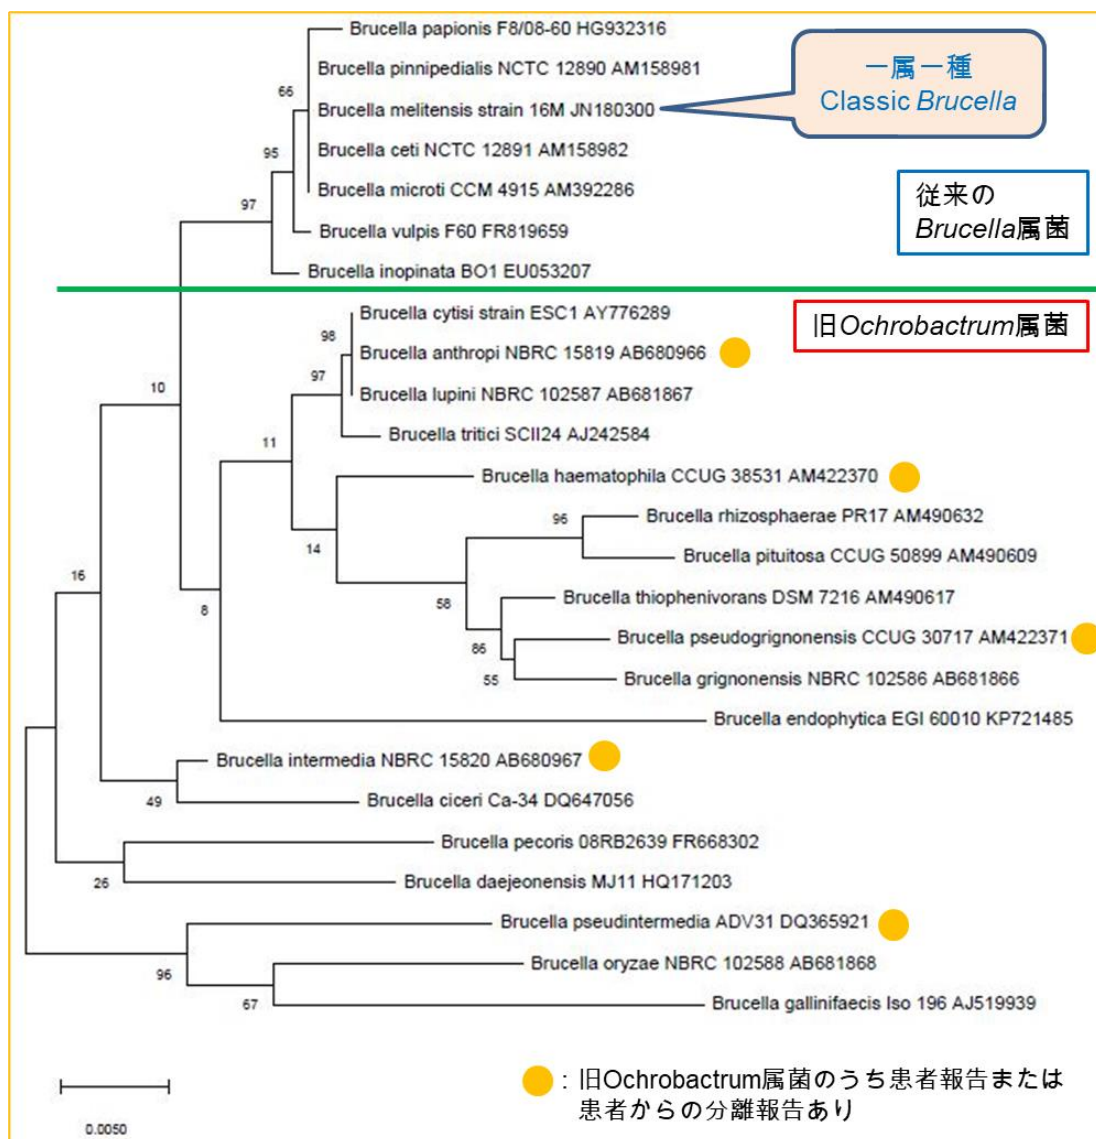 Brucella papionis F8/08-60 HG932316
Brucella pinnipedialis NCTC 12890 AM158981
66
一属一種
Classic Brucella
Brucella melitensis strain 16M JN180300
95
Brucella ceti NCTC 12891 AM158982
Brucella microti CCM 4915 AM392286
従来の
Brucella属菌
97
Brucella vulpis F60 FR819659
Brucella inopinata BO1 EU053207
Brucella cytisi strain ESC1 AY776289
旧Ochrobactrum属菌
98
Brucella anthropi NBRC 15819 AB680966
97
10
Brucella lupini NBRC 102587 AB681867
11
Brucella tritici SCII24 AJ242584
Brucella haematophila CCUG 38531 AM422370
96
Brucella rhizosphaerae PR17 AM490632
14
Brucella pituitosa CCUG 50899 AM490609
16
58
8
Brucella thiophenivorans DSM 7216 AM490617
86
Brucella pseudogrignonensis CCUG 30717 AM422371
55
Brucella grignonensis NBRC 102586 AB681866
Brucella endophytica EGI 60010 KP721485
Brucella intermedia NBRC 15820 AB680967
49
Brucella ciceri Ca-34 DQ647056
Brucella pecoris 08RB2639 FR668302
26
Brucella daejeonensis MJ11 HQ171203
Brucella pseudintermedia ADV31 DQ365921
96
Brucella oryzae NBRC 102588 AB681868
67
Brucella gallinifaecis Iso 196 AJ519939
0.0050
：旧Ochrobactrum属菌のうち患者報告または
患者からの分離報告あり